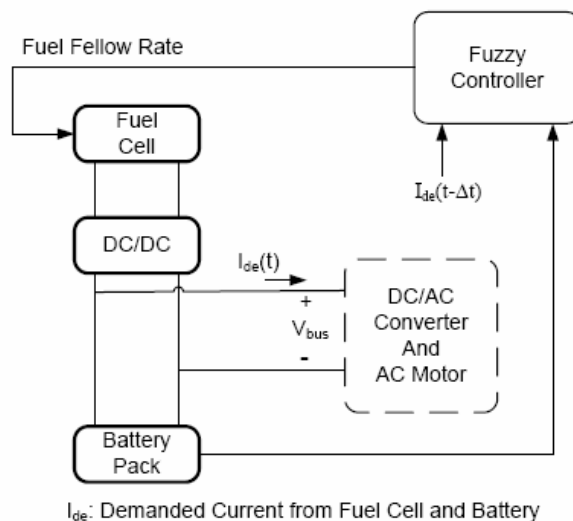 Fuel Fellow Rate
Fuzzy
Controller
Fuel
Cell
I_de(t-Δt)
DC/DC
I_de(t)
+
V_bus
-
DC/AC
Converter
And
AC Motor
Battery
Pack
I_de: Demanded Current from Fuel Cell and Battery